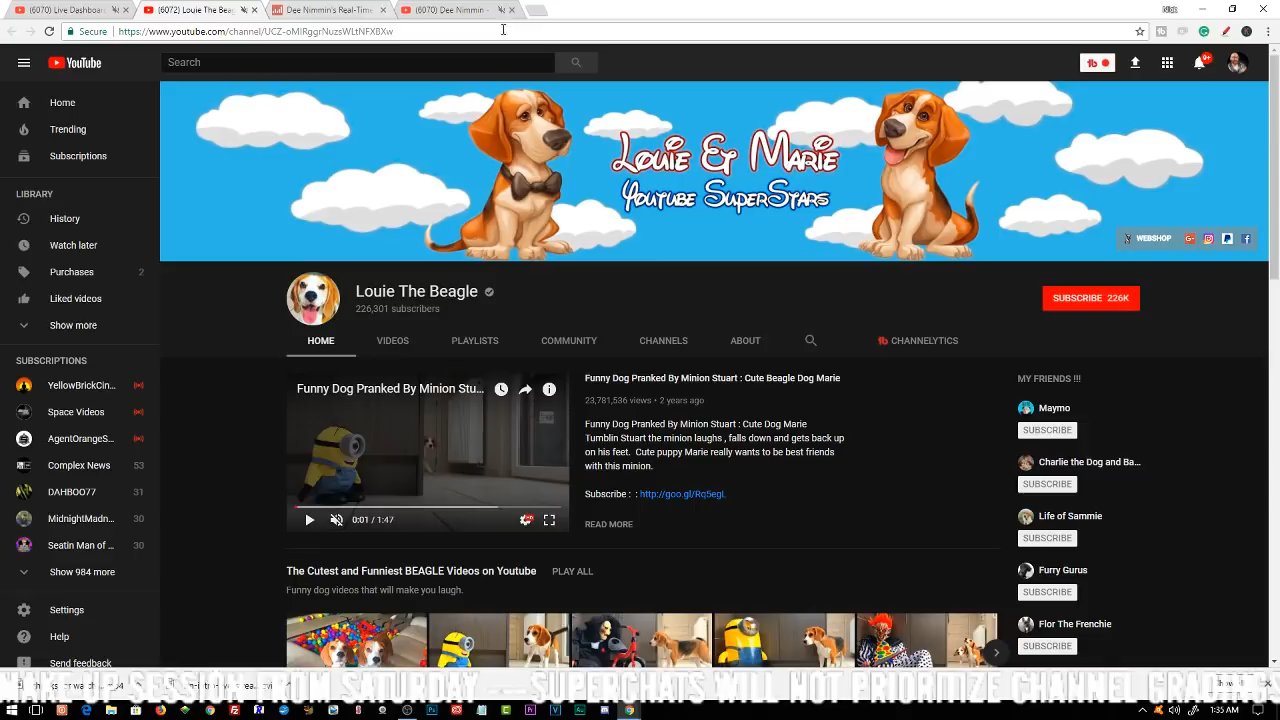 (6070) Live Dashboard
(6072) Louie The Bea
Dee Nimmin's Real-Time
(6070) Dee Nimmin -
Nick
Secure
https://www.youtube.com/channel/UCZ-oMIRggrNuzsWLtNFXBXw
YouTube
Search
9+
Home
Trending
Subscriptions
LIBRARY
History
Watch later
Purchases 2
Liked videos
Show more
SUBSCRIPTIONS
YellowBrickCin...
Space Videos
AgentOrangeS...
Complex News 53
DAHBOO77 31
MidnightMadn... 30
Seatin Man of ... 30
Show 984 more
Settings
Help
Send feedback
Louie & Marie
Youtube SuperStars
WEBSHOP
Louie The Beagle
226,301 subscribers
SUBSCRIBE 226K
HOME VIDEOS PLAYLISTS COMMUNITY CHANNELS ABOUT CHANNELYTICS
Funny Dog Pranked By Minion Stu...
0:01 / 1:47
Funny Dog Pranked By Minion Stuart : Cute Beagle Dog Marie
23,781,536 views • 2 years ago
Funny Dog Pranked By Minion Stuart : Cute Dog Marie
Tumblin Stuart the minion laughs , falls down and gets back up
on his feet. Cute puppy Marie really wants to be best friends
with this minion.
Subscribe : : http://goo.gl/Rq5egL
READ MORE
The Cutest and Funniest BEAGLE Videos on Youtube PLAY ALL
Funny dog videos that will make you laugh.
MY FRIENDS !!!
Maymo
SUBSCRIBE
Charlie the Dog and Ba...
SUBSCRIBE
Life of Sammie
SUBSCRIBE
Furry Gurus
SUBSCRIBE
Flor The Frenchie
SUBSCRIBE
UP SESSION FROM SATURDAY SUPERCHATS WILL NOT PRIORITIZE CHANNEL
1:35 AM